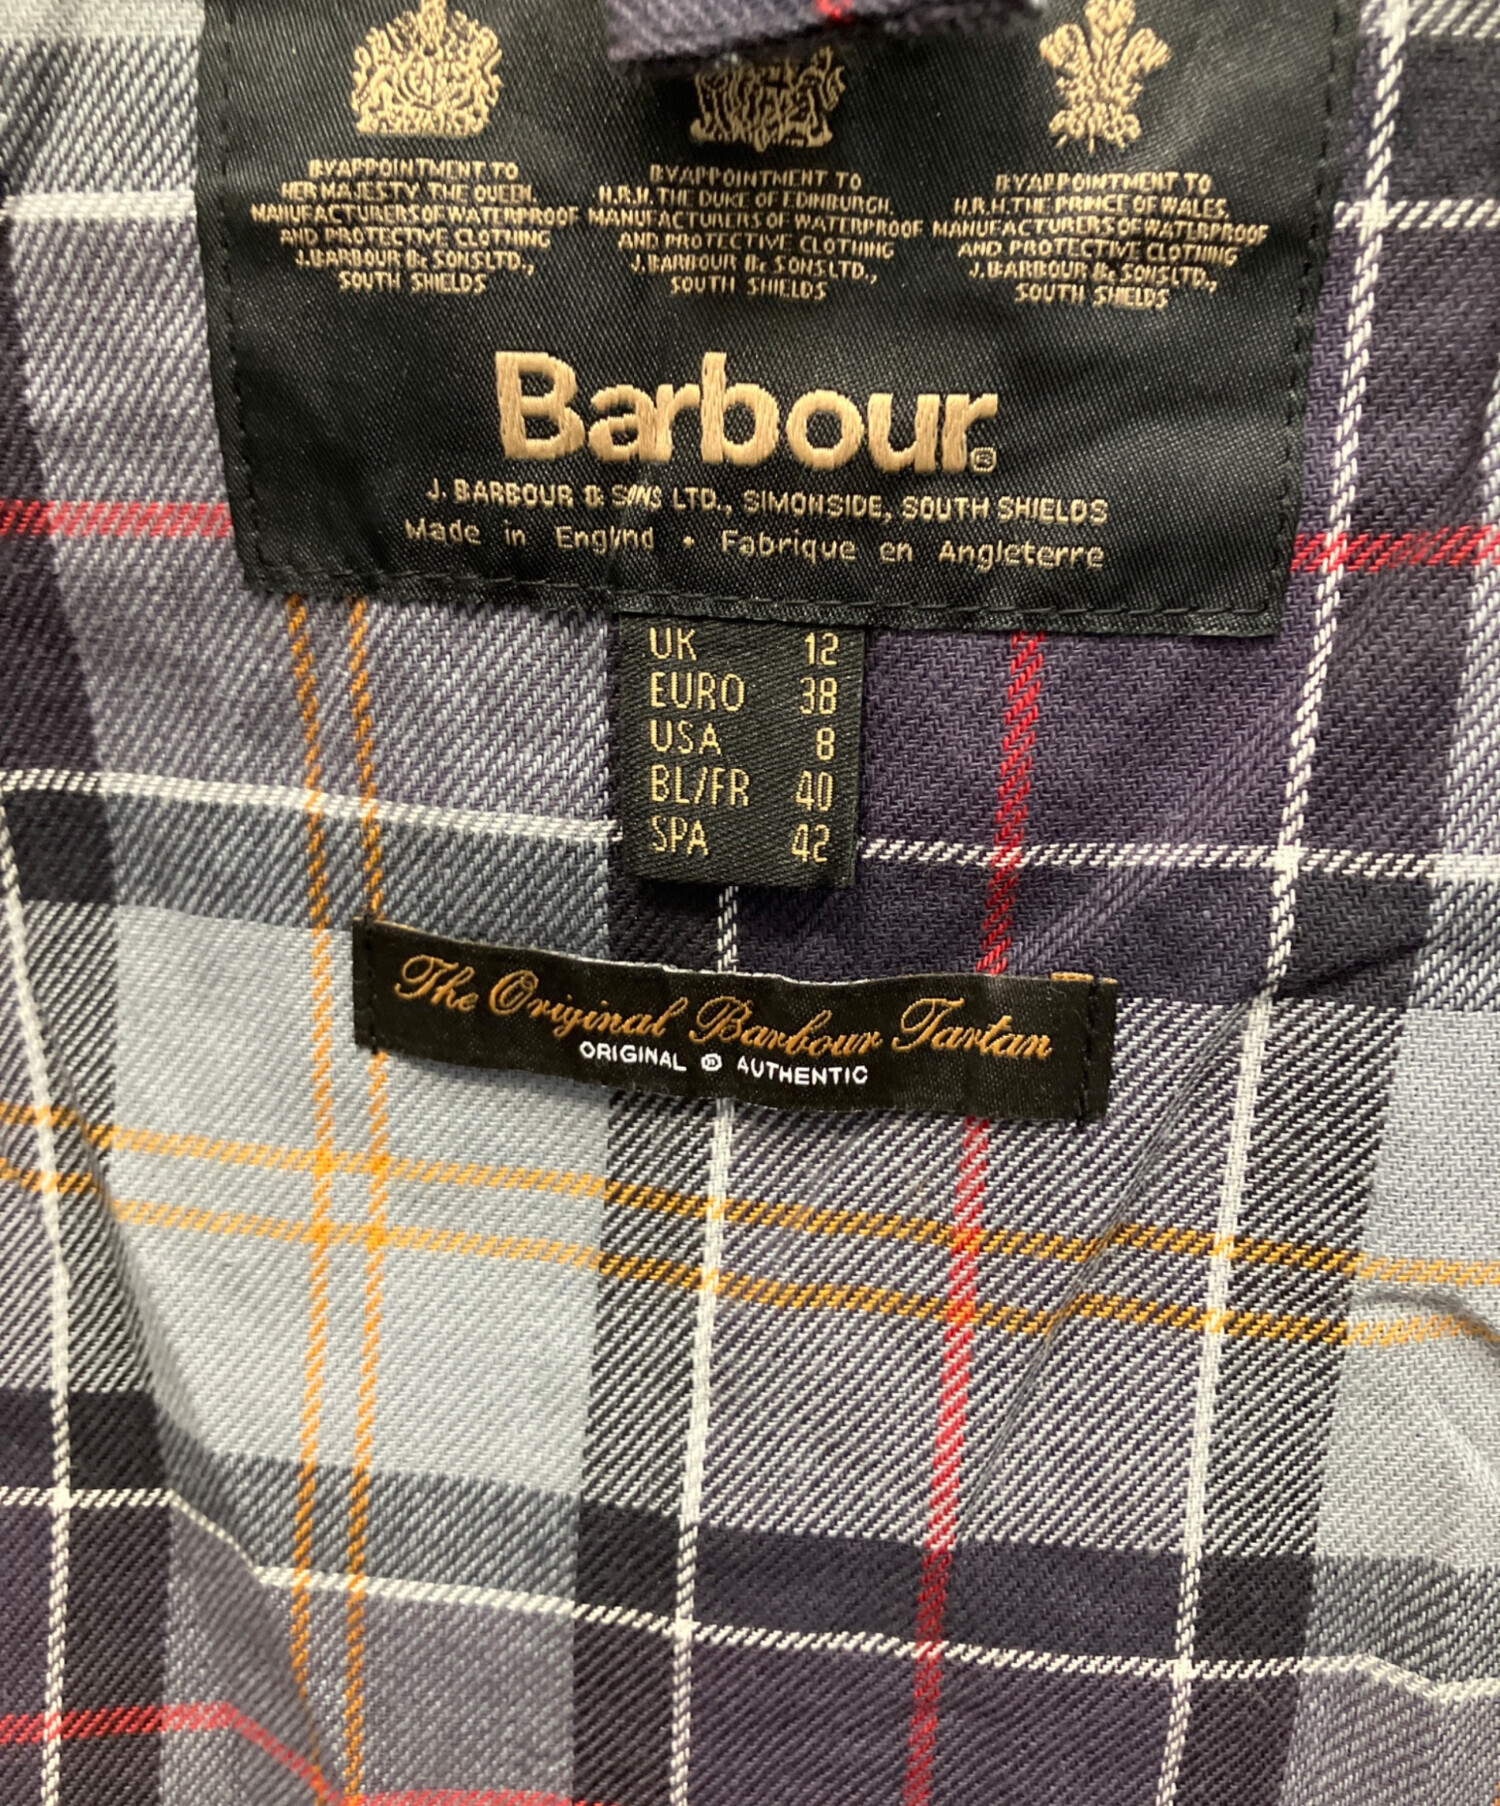 BY APPOINTMENT TO
HER MAJESTY THE QUEEN,
MANUFACTURERS OF WATERPROOF
AND PROTECTIVE CLOTHING
J. BARBOUR & SONS LTD.,
SOUTH SHIELDS
BY APPOINTMENT TO
H.R.H. THE DUKE OF EDINBURGH,
MANUFACTURERS OF WATERPROOF
AND PROTECTIVE CLOTHING
J. BARBOUR & SONS LTD.,
SOUTH SHIELDS
BY APPOINTMENT TO
H.R.H. THE PRINCE OF WALES,
MANUFACTURERS OF WATERPROOF
AND PROTECTIVE CLOTHING
J. BARBOUR & SONS LTD.,
SOUTH SHIELDS
Barbour®
J. BARBOUR & SONS LTD., SIMONSIDE, SOUTH SHIELDS
Made in England • Fabrique en Angleterre
UK 12
EURO 38
USA 8
BL/FR 40
SPA 42
The Original Barbour Tartan
ORIGINAL ® AUTHENTIC